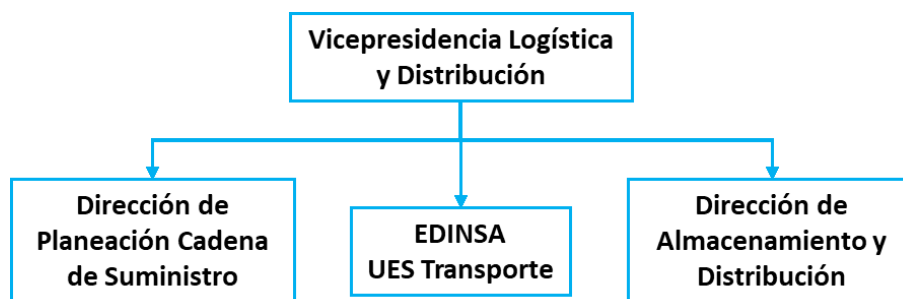 Vicepresidencia Logística
y Distribución
Dirección de
Planeación Cadena
de Suministro
EDINSA
UES Transporte
Dirección de
Almacenamiento y
Distribución